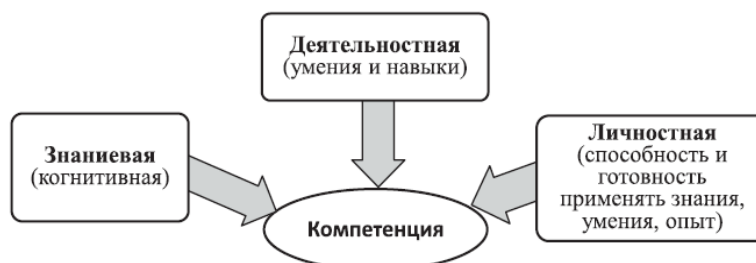 Деятельностная
(умения и навыки)
Знаниевая
(когнитивная)
Личностная
(способность и
готовность
применять знания,
умения, опыт)
Компетенция